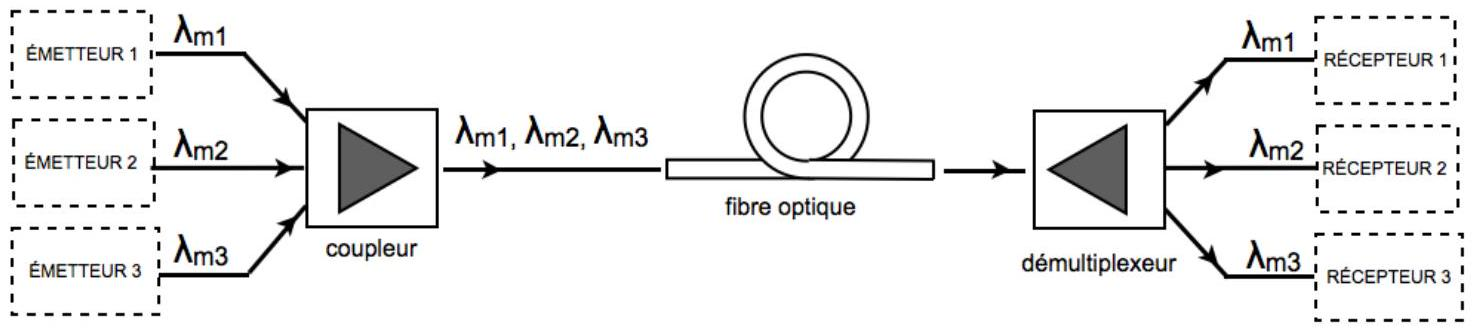 ÉMETTEUR 1
λm1
ÉMETTEUR 2
λm2
ÉMETTEUR 3
λm3
coupleur
λm1, λm2, λm3
fibre optique
démultiplexeur
λm1
RÉCEPTEUR 1
λm2
RÉCEPTEUR 2
λm3
RÉCEPTEUR 3